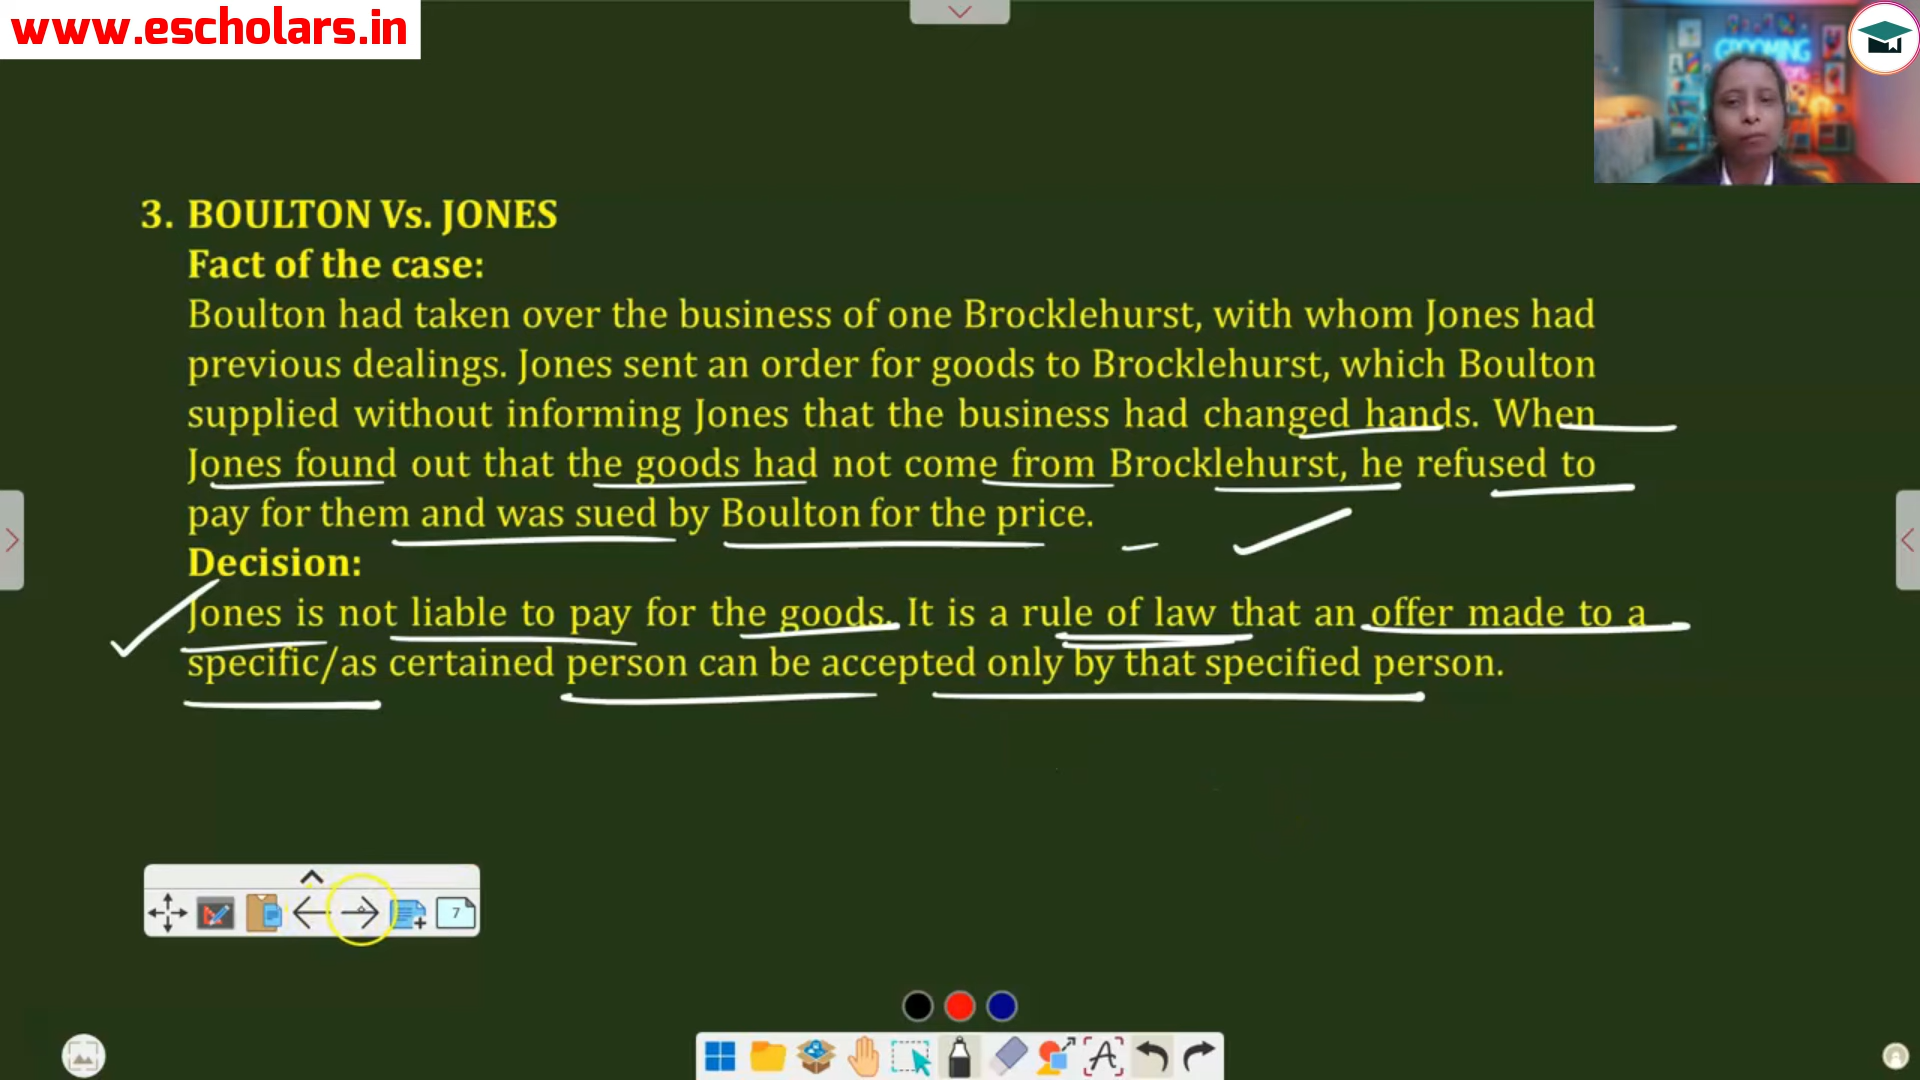 www.escholars.in
GROOMING
3. BOULTON Vs. JONES
Fact of the case:
Boulton had taken over the business of one Brocklehurst, with whom Jones had
previous dealings. Jones sent an order for goods to Brocklehurst, which Boulton
supplied without informing Jones that the business had changed hands. When
Jones found out that the goods had not come from Brocklehurst, he refused to
pay for them and was sued by Boulton for the price.
Decision:
Jones is not liable to pay for the goods. It is a rule of law that an offer made to a
specific/as certained person can be accepted only by that specified person.
7